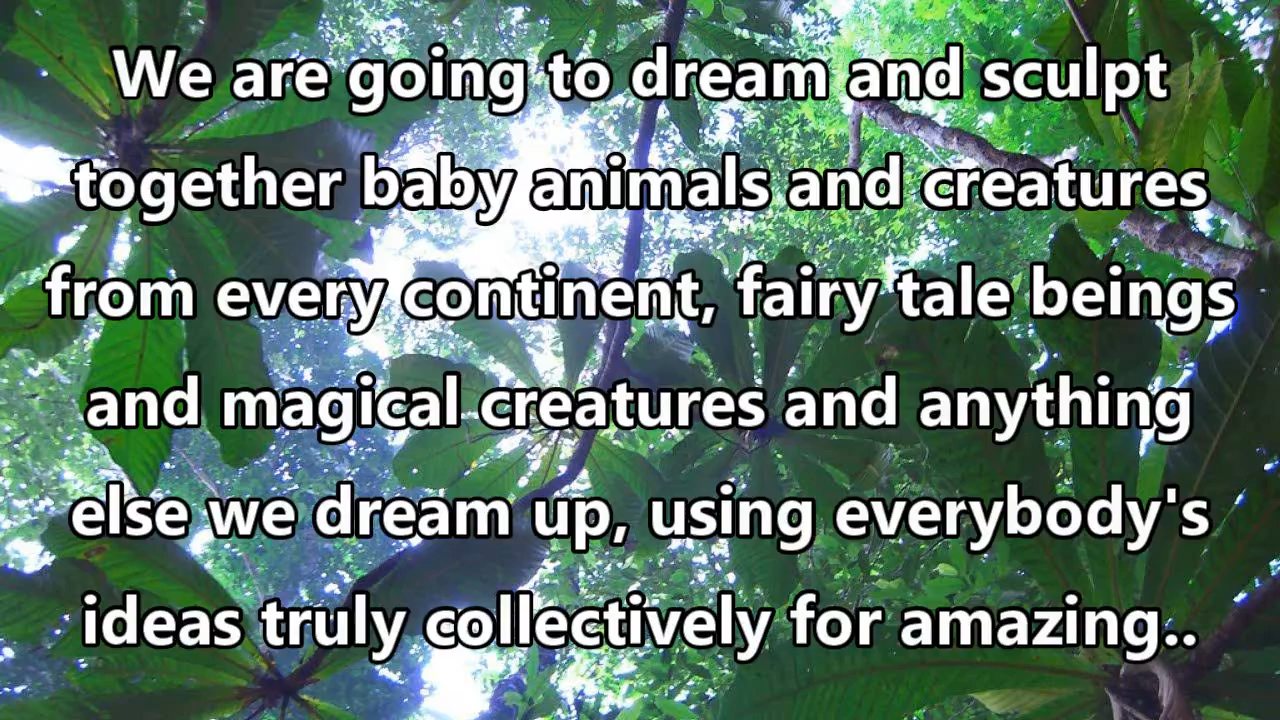 We are going to dream and sculpt
together baby animals and creatures
from every continent, fairy tale beings
and magical creatures and anything
else we dream up, using everybody's
ideas truly collectively for amazing..